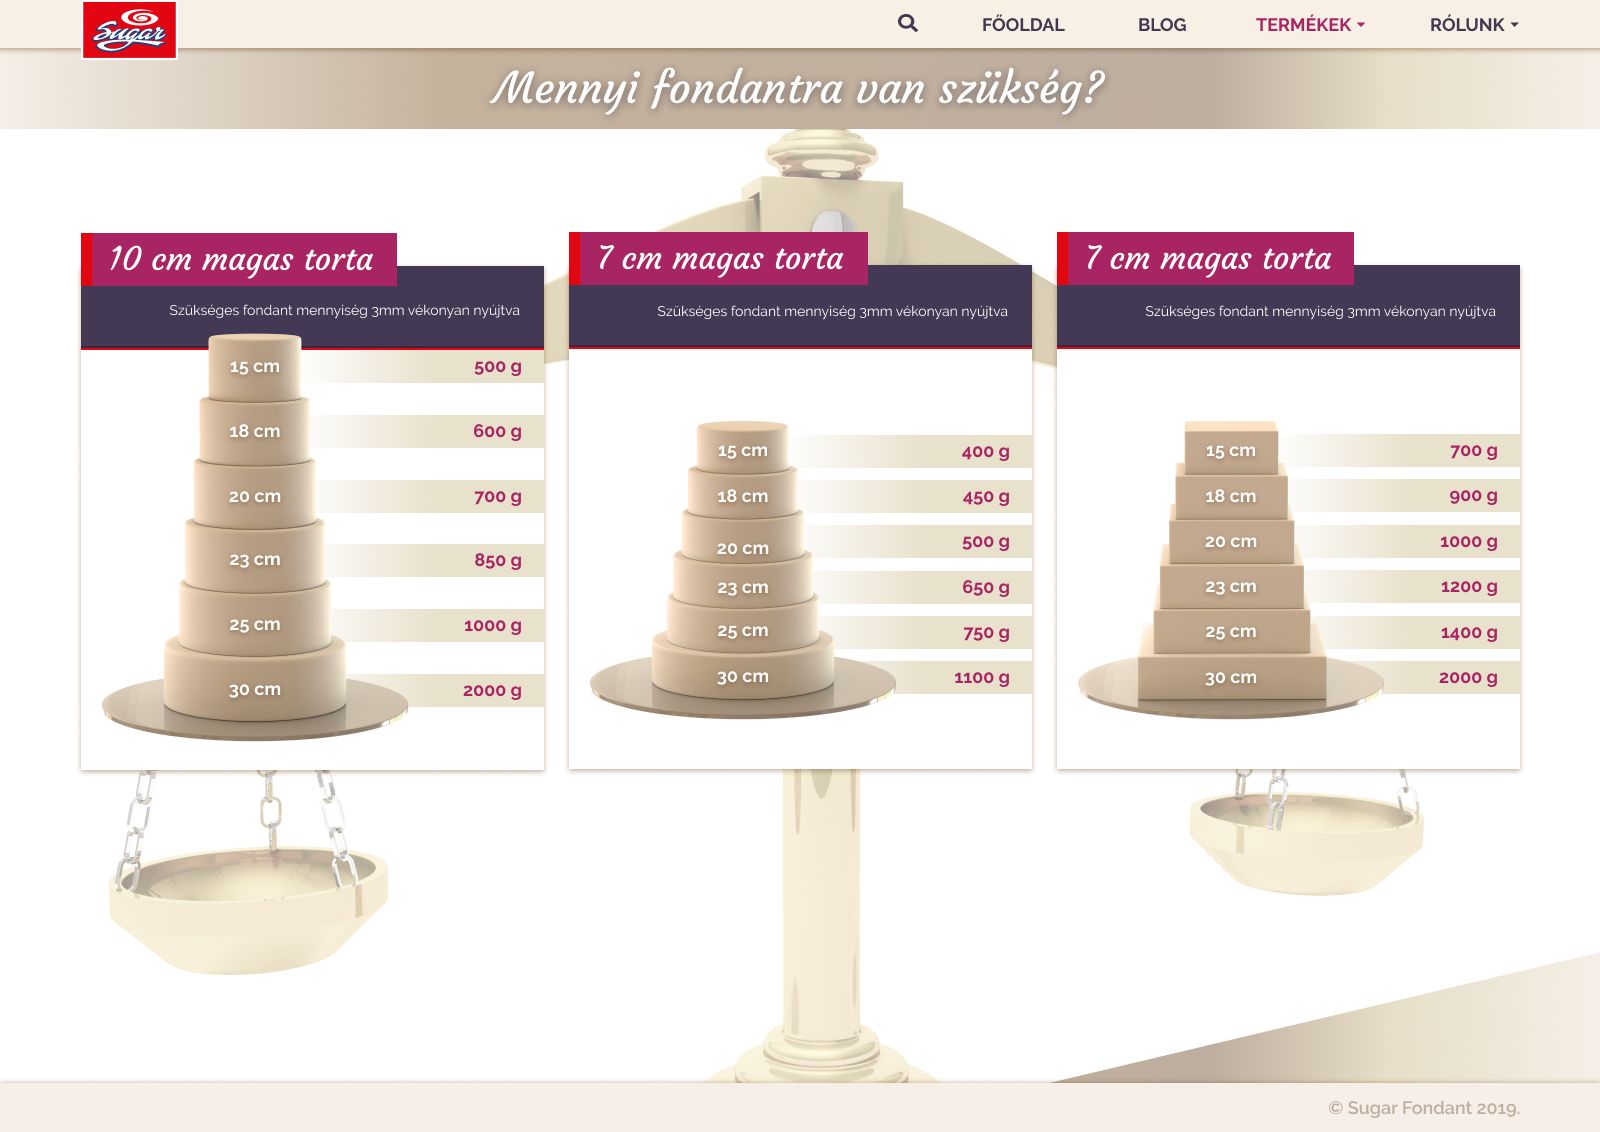 Sugar
FŐOLDAL
BLOG
TERMÉKEK
RÓLUNK
Mennyi fondantra van szükség?
10 cm magas torta
Szükséges fondant mennyiség 3mm vékonyan nyújtva
15 cm 500 g
18 cm 600 g
20 cm 700 g
23 cm 850 g
25 cm 1000 g
30 cm 2000 g
7 cm magas torta
Szükséges fondant mennyiség 3mm vékonyan nyújtva
15 cm 400 g
18 cm 450 g
20 cm 500 g
23 cm 650 g
25 cm 750 g
30 cm 1100 g
7 cm magas torta
Szükséges fondant mennyiség 3mm vékonyan nyújtva
15 cm 700 g
18 cm 900 g
20 cm 1000 g
23 cm 1200 g
25 cm 1400 g
30 cm 2000 g
© Sugar Fondant 2019.